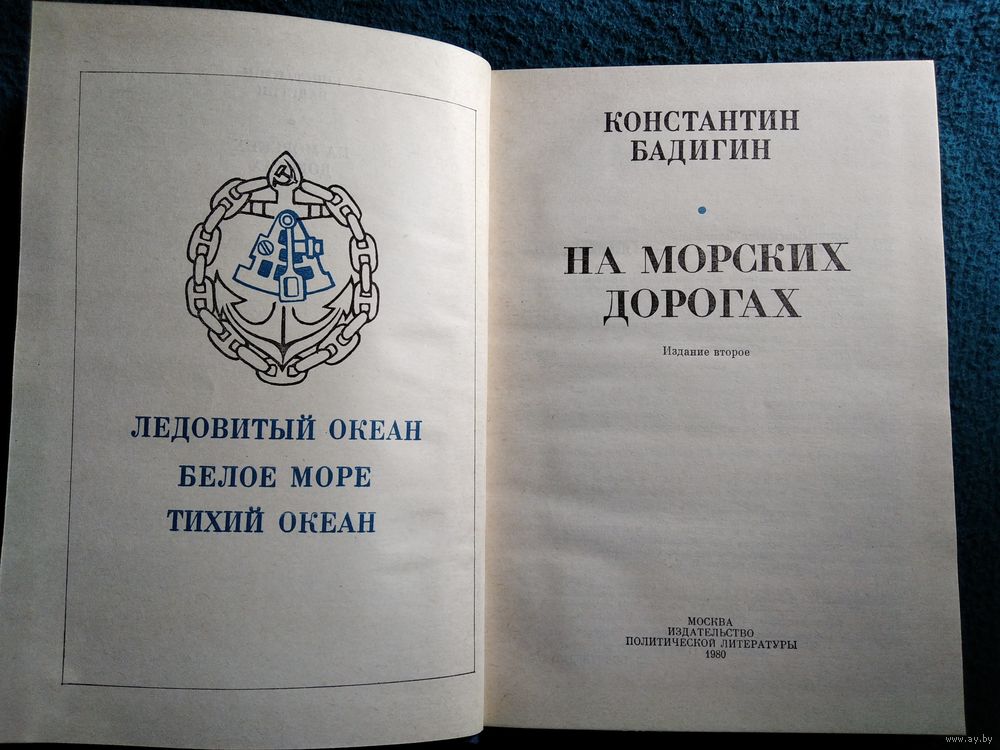 ЛЕДОВИТЫЙ ОКЕАН
БЕЛОЕ МОРЕ
ТИХИЙ ОКЕАН
КОНСТАНТИН
БАДИГИН
НА МОРСКИХ
ДОРОГАХ
Издание второе
МОСКВА
ИЗДАТЕЛЬСТВО
ПОЛИТИЧЕСКОЙ ЛИТЕРАТУРЫ
1980
www.ay.by